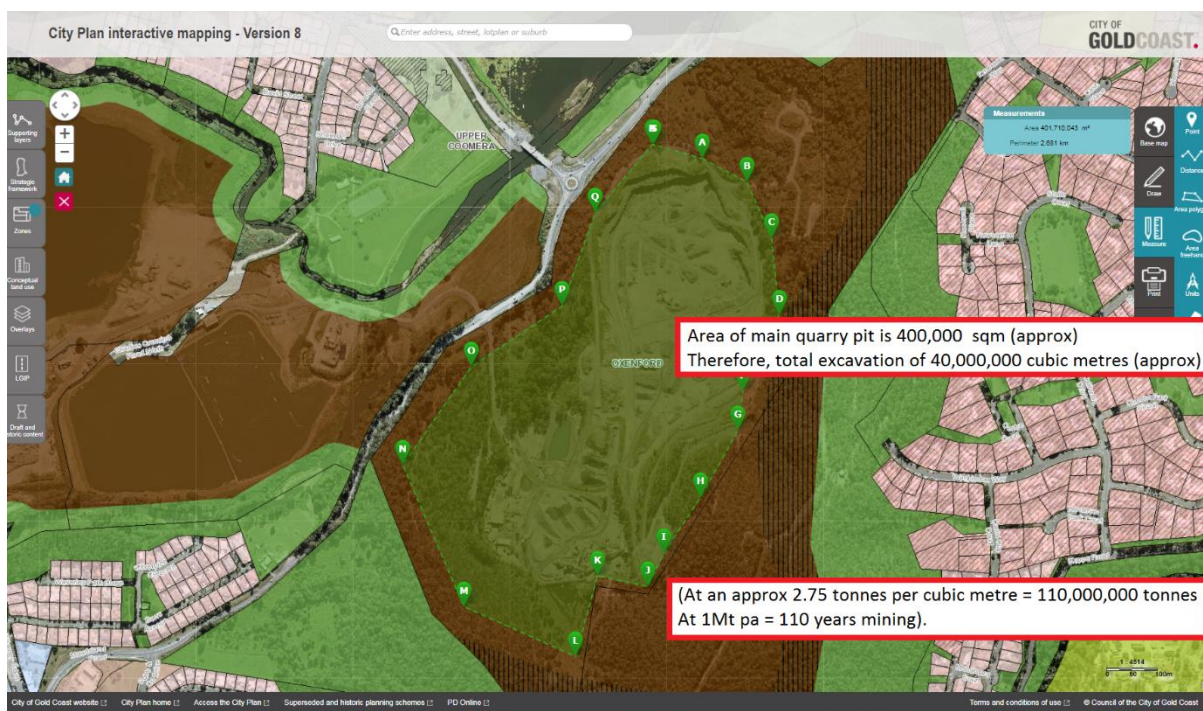 City Plan interactive mapping - Version 8
Enter address, street, lotplan or suburb
CITY OF
GOLDCOAST.
Supporting
layers
Strategic
framework
Zones
Conceptual
land use
Overlays
LGIP
Draft and
historic content
UPPER
COOMERA
OXENFORD
Measurements
Area 401,710.043 m²
Perimeter 2.681 km
Base map
Draw
Measure
Print
Point
Distance
Area polygon
Area
freehand
Units
A
B
C
D
G
H
I
J
K
L
M
N
O
P
Q
Area of main quarry pit is 400,000 sqm (approx)
Therefore, total excavation of 40,000,000 cubic metres (approx)
(At an approx 2.75 tonnes per cubic metre = 110,000,000 tonnes
At 1Mt pa = 110 years mining).
1 : 4514
0 50 100m
City of Gold Coast website
City Plan home
Access the City Plan
Superseded and historic planning schemes
PD Online
Terms and conditions of use
© Council of the City of Gold Coast